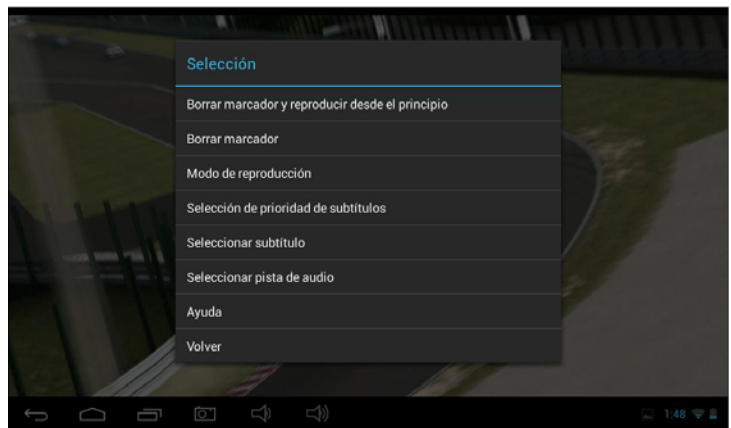 Selección
Borrar marcador y reproducir desde el principio
Borrar marcador
Modo de reproducción
Selección de prioridad de subtítulos
Seleccionar subtítulo
Seleccionar pista de audio
Ayuda
Volver
1:48